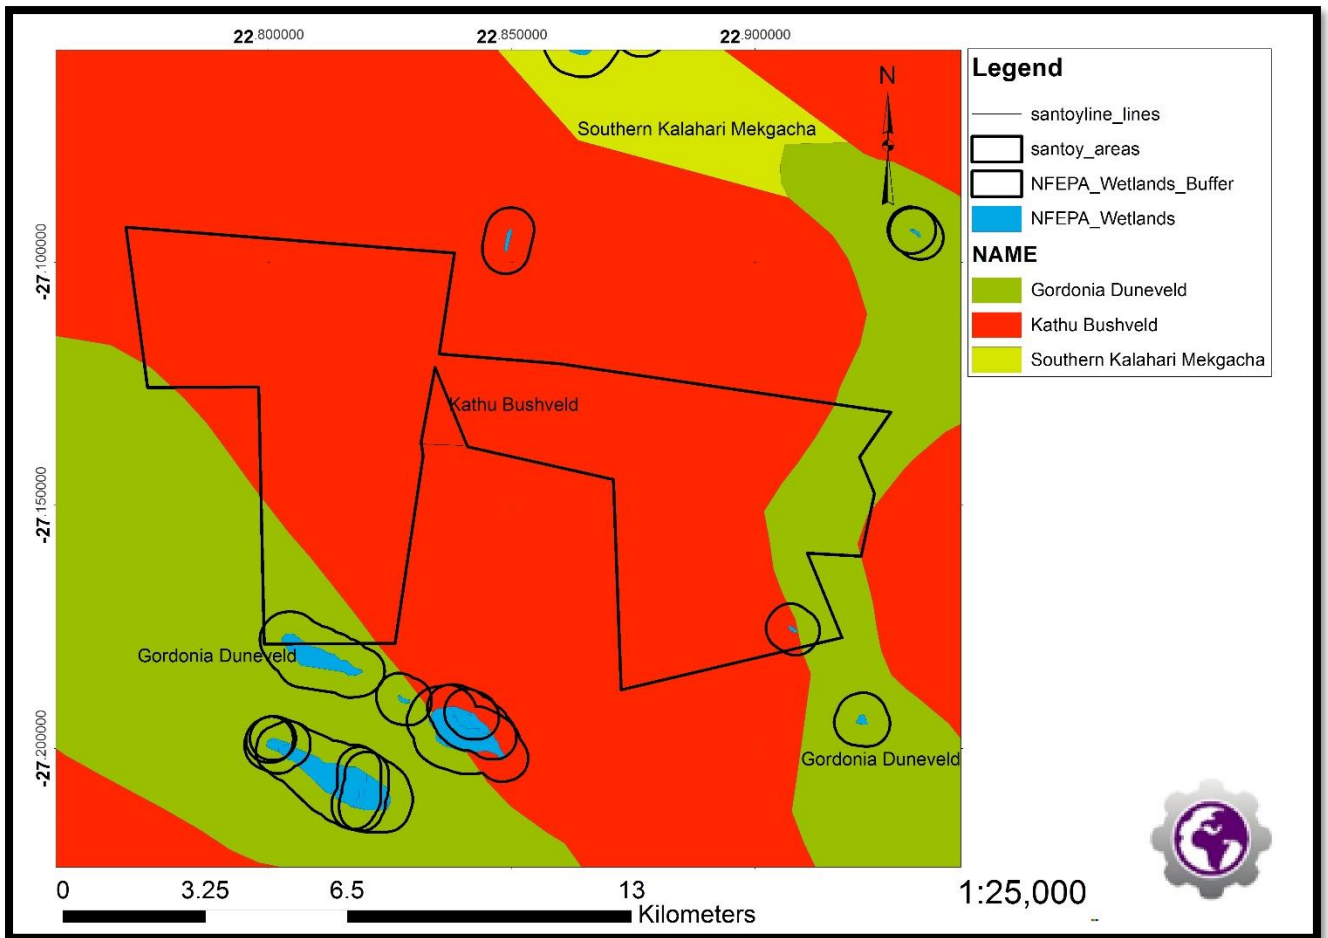 22.800000 22.850000 22.900000
-27.100000
-27.150000
-27.200000
N
Southern Kalahari Mekgacha
Kathu Bushveld
Gordonia Duneveld
Gordonia Duneveld
Legend
santoyline_lines
santoy_areas
NFEPA_Wetlands_Buffer
NFEPA_Wetlands
NAME
Gordonia Duneveld
Kathu Bushveld
Southern Kalahari Mekgacha
0 3.25 6.5 13
Kilometers
1:25,000